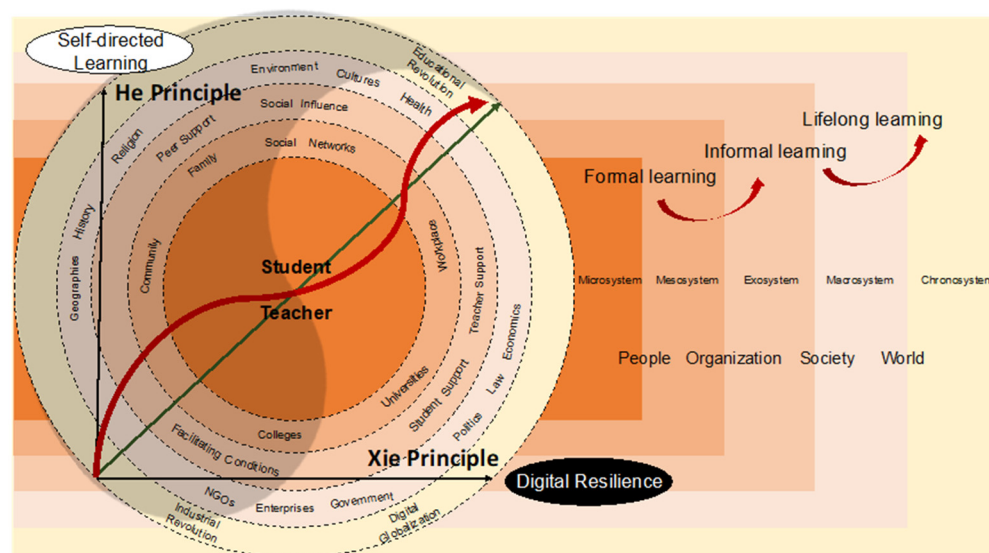 Self-directed
Learning
He Principle
Educational
Revolution
Environment
Cultures
Health
Religion
Peer Support
Social Influence
Family
Social Networks
History
Geographies
Community
Workplace
Teacher Support
Economics
Student
Teacher
Universities
Student Support
Law
Politics
Colleges
Facilitating Conditions
Xie Principle
NGOs
Enterprises
Government
Industrial
Revolution
Digital
Globalization
Digital Resilience
Lifelong learning
Informal learning
Formal learning
Microsystem
Mesosystem
Exosystem
Macrosystem
Chronosystem
People
Organization
Society
World